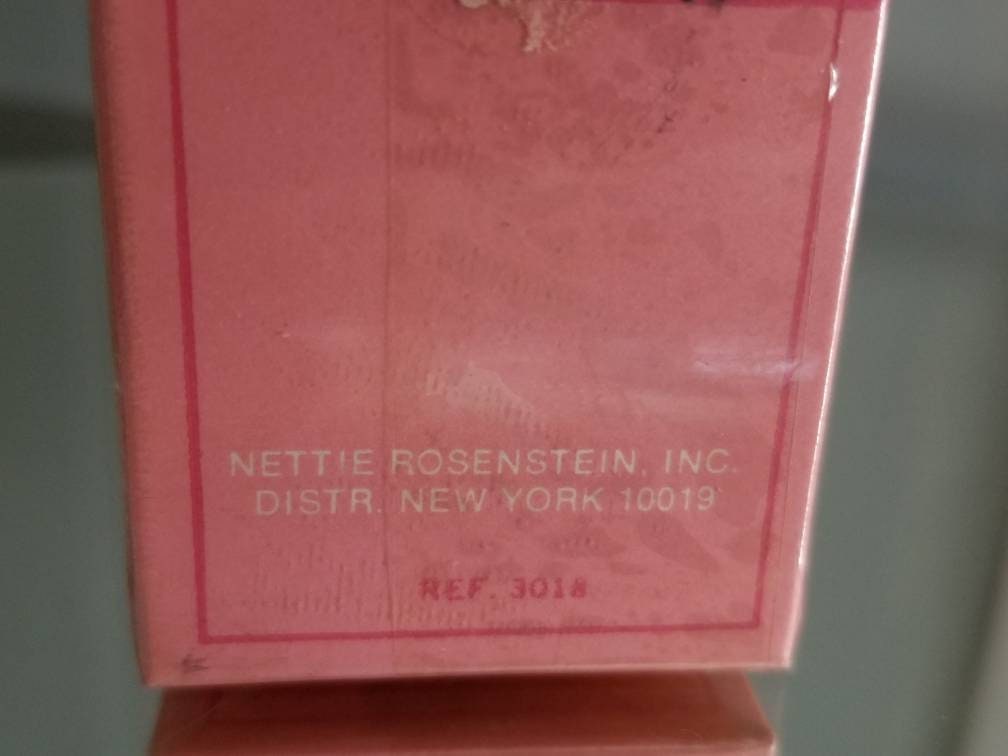 NETTIE ROSENSTEIN, INC.
DISTR. NEW YORK 10019
REF. 3018